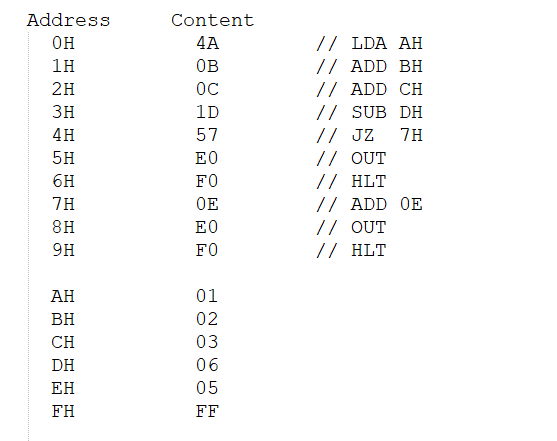 Address Content
0H 4A // LDA AH
1H 0B // ADD BH
2H 0C // ADD CH
3H 1D // SUB DH
4H 57 // JZ 7H
5H E0 // OUT
6H F0 // HLT
7H 0E // ADD 0E
8H E0 // OUT
9H F0 // HLT
AH 01
BH 02
CH 03
DH 06
EH 05
FH FF